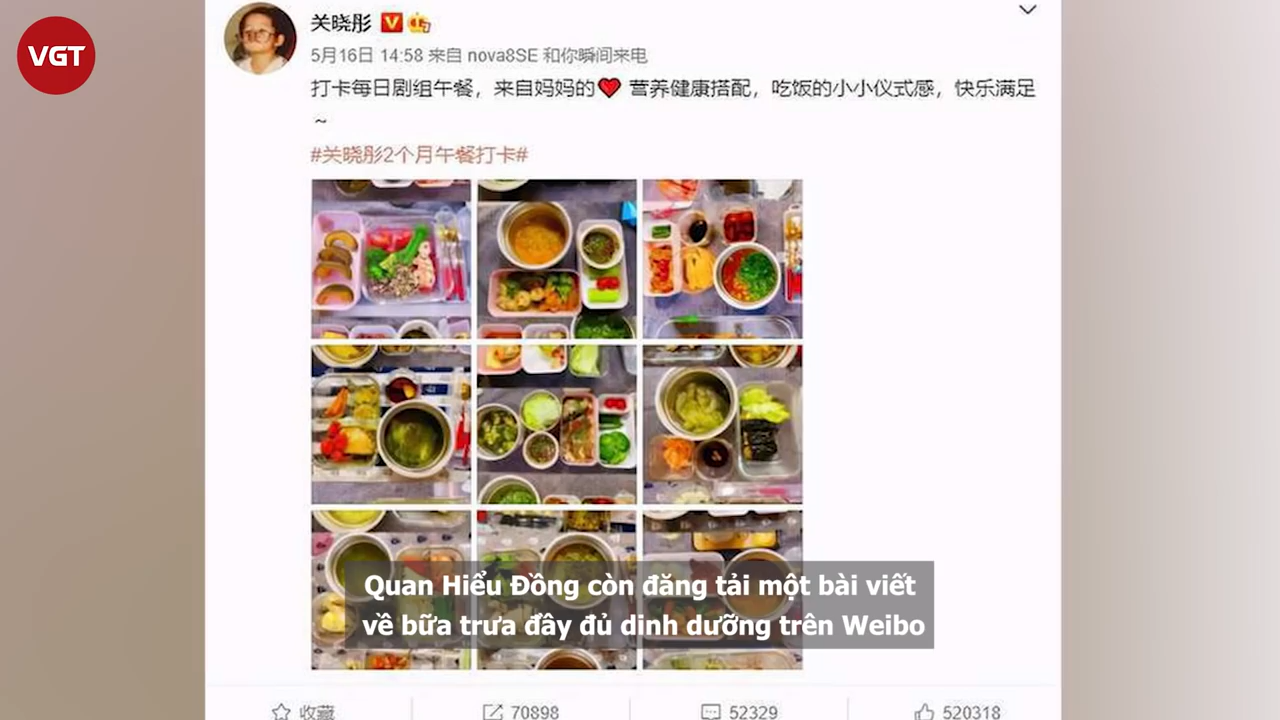 VGT
关晓彤
5月16日 14:58 来自 nova8SE 和你瞬间来电
打卡每日剧组午餐，来自妈妈的❤ 营养健康搭配，吃饭的小小仪式感，快乐满足
~
#关晓彤2个月午餐打卡#
Quan Hiểu Đồng còn đăng tải một bài viết
về bữa trưa đầy đủ dinh dưỡng trên Weibo
收藏 70898 52329 520318